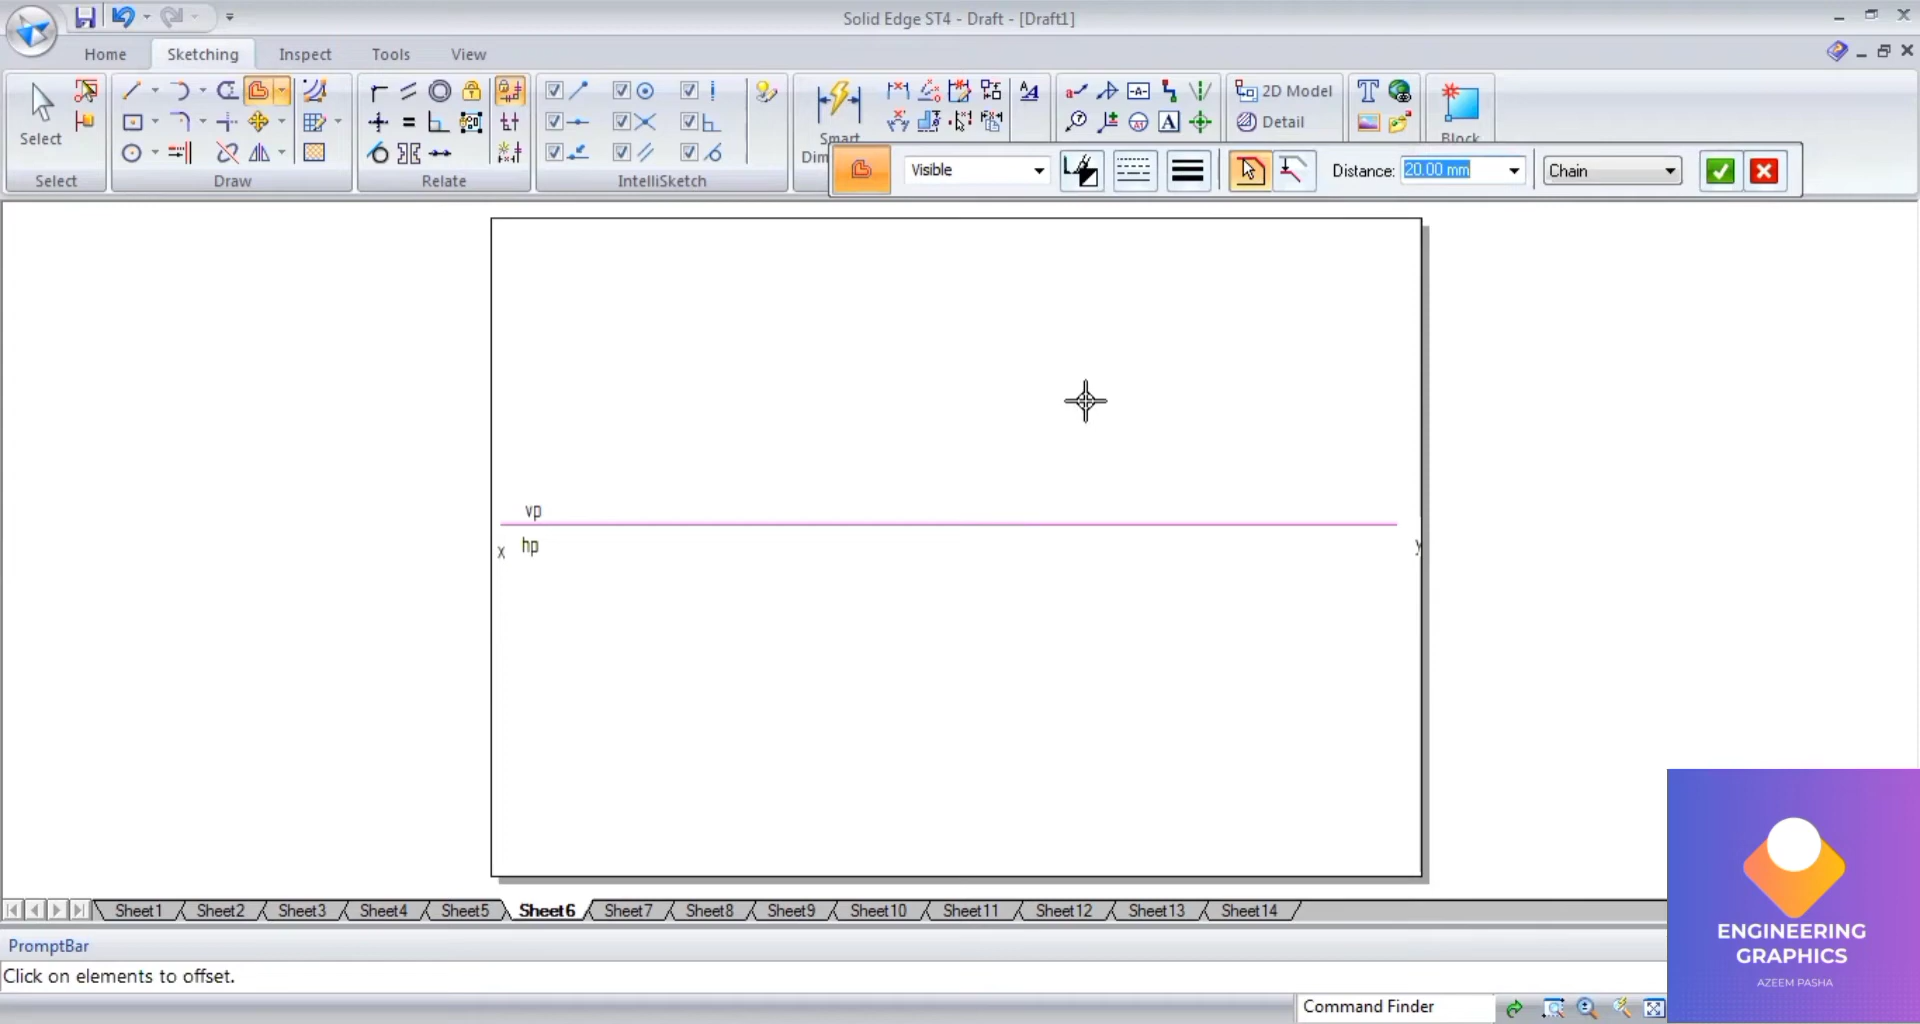 Solid Edge ST4 - Draft - [Draft1]
Home Sketching Inspect Tools View
Select
Smart
Dim
2D Model
Detail
Block
Select Draw Relate IntelliSketch
Visible Distance: 20.00 mm Chain
vp
x hp y
Sheet1 Sheet2 Sheet3 Sheet4 Sheet5 Sheet6 Sheet7 Sheet8 Sheet9 Sheet10 Sheet11 Sheet12 Sheet13 Sheet14
PromptBar
Click on elements to offset.
Command Finder
ENGINEERING
GRAPHICS
AZEEM PASHA